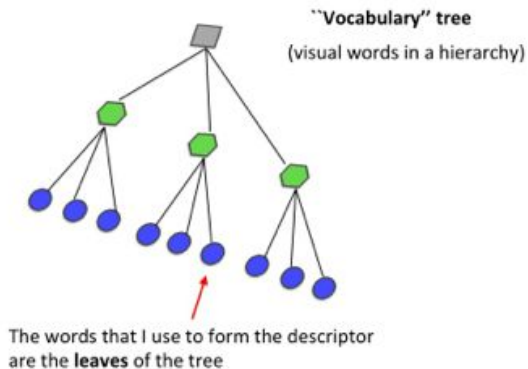 ``Vocabulary” tree
(visual words in a hierarchy)
The words that I use to form the descriptor
are the leaves of the tree